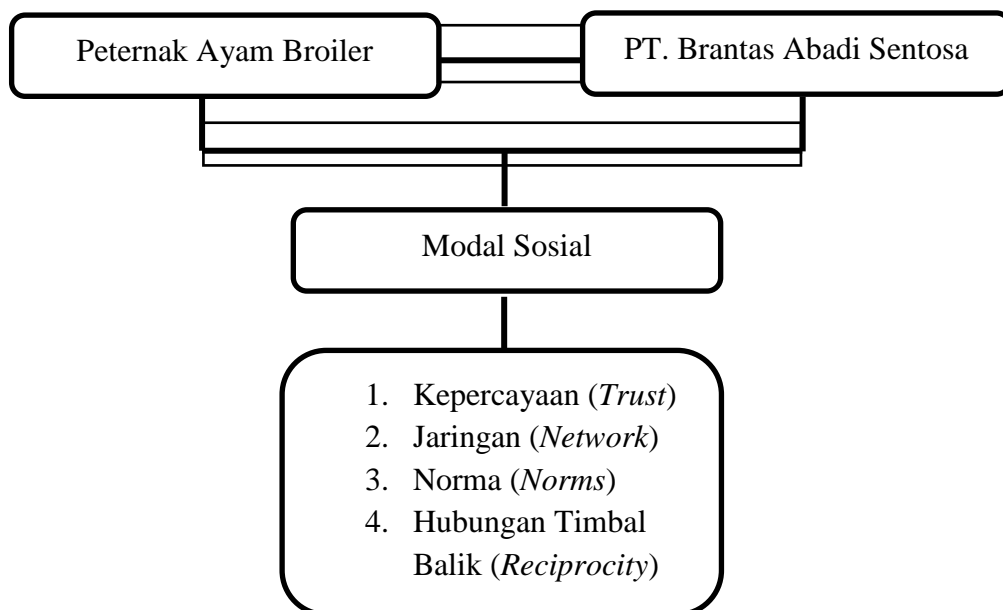 Peternak Ayam Broiler
PT. Brantas Abadi Sentosa
Modal Sosial
1. Kepercayaan (Trust)
2. Jaringan (Network)
3. Norma (Norms)
4. Hubungan Timbal
Balik (Reciprocity)